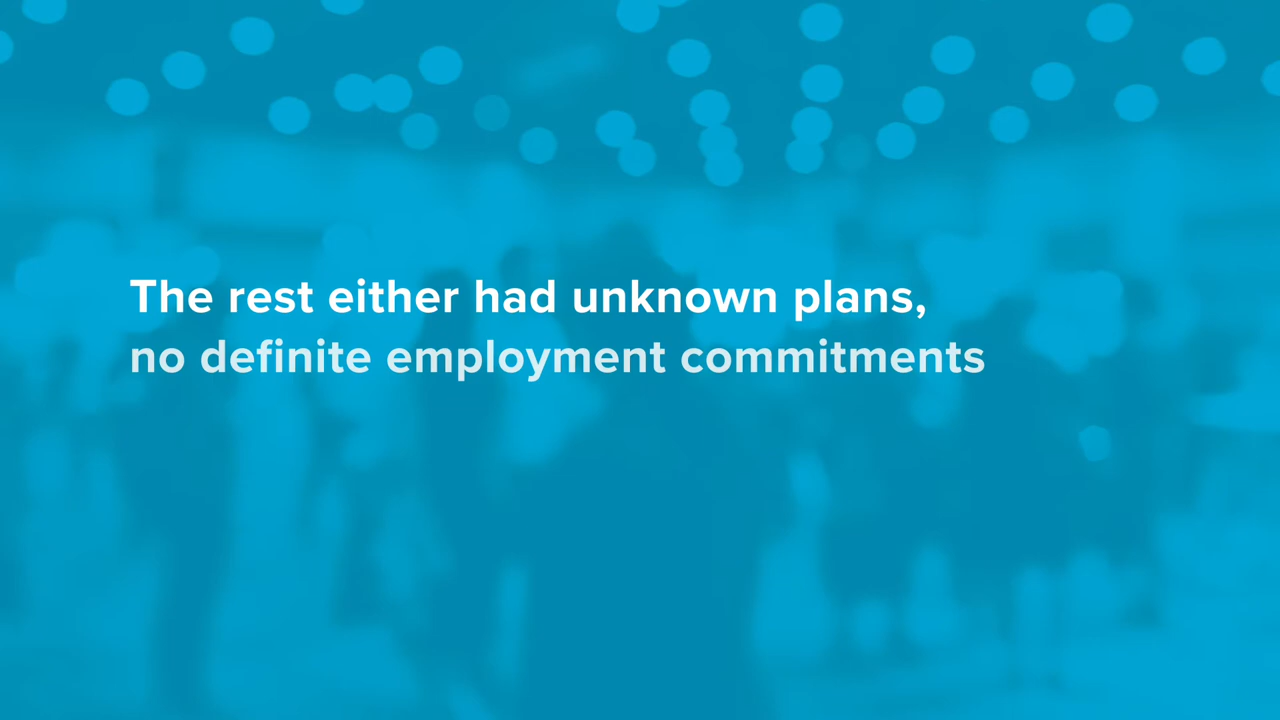 The rest either had unknown plans,
no definite employment commitments